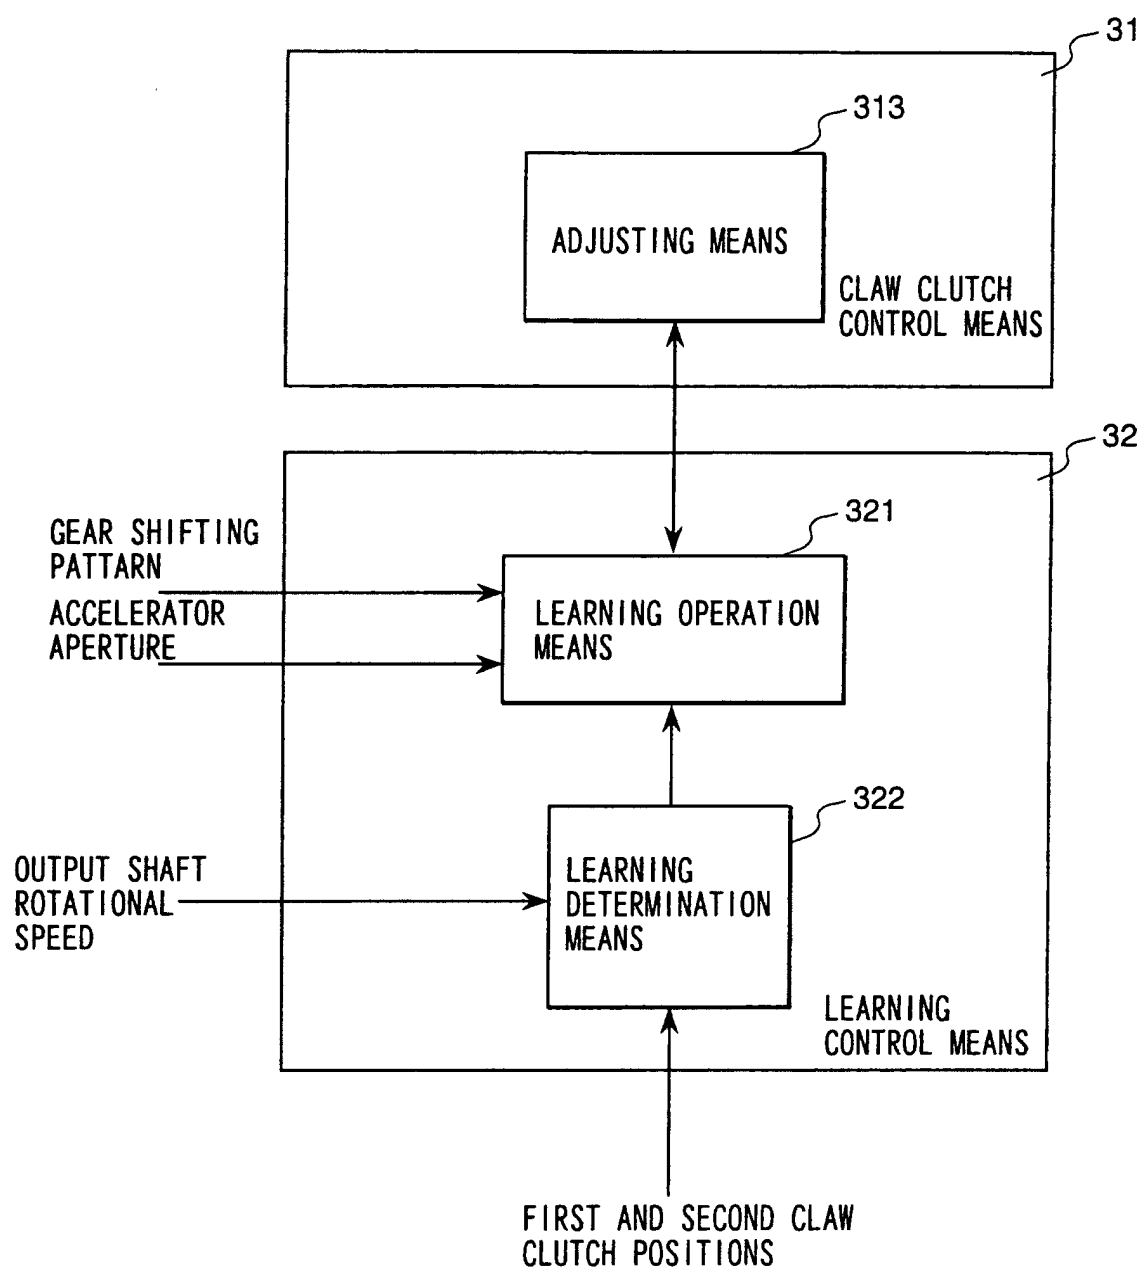 31
313
ADJUSTING MEANS
CLAW CLUTCH
CONTROL MEANS
32
321
GEAR SHIFTING
PATTARN
ACCELERATOR
APERTURE
LEARNING OPERATION
MEANS
322
OUTPUT SHAFT
ROTATIONAL
SPEED
LEARNING
DETERMINATION
MEANS
LEARNING
CONTROL MEANS
FIRST AND SECOND CLAW
CLUTCH POSITIONS